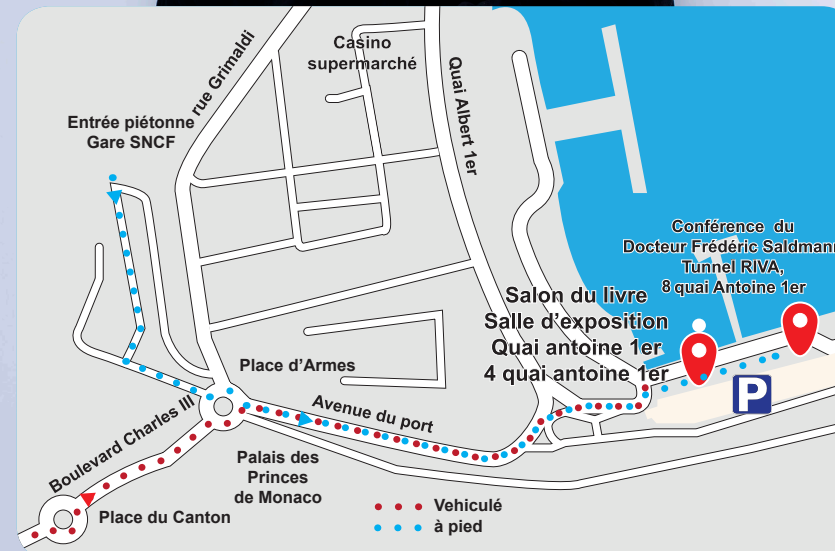 rue Grimaldi
Casino
supermarché
Quai Albert 1er
Entrée piétonne
Gare SNCF
Conférence du
Docteur Frédéric Saldmann
Tunnel RIVA,
8 quai Antoine 1er
Salon du livre
Salle d'exposition
Quai antoine 1er
4 quai antoine 1er
Place d'Armes
P
Avenue du port
Boulevard Charles III
Palais des
Princes
de Monaco
Place du Canton
Vehiculé
à pied